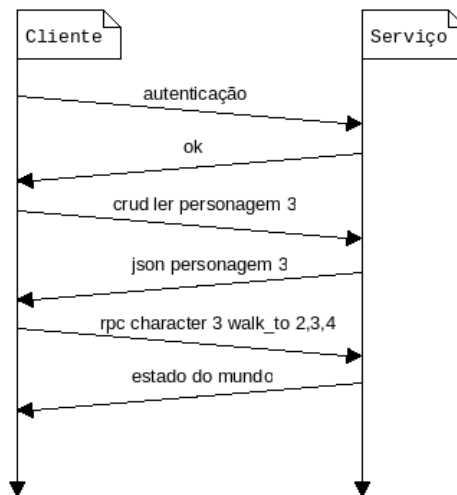 Cliente
Serviço
autenticação
ok
crud ler personagem 3
json personagem 3
rpc character 3 walk_to 2,3,4
estado do mundo